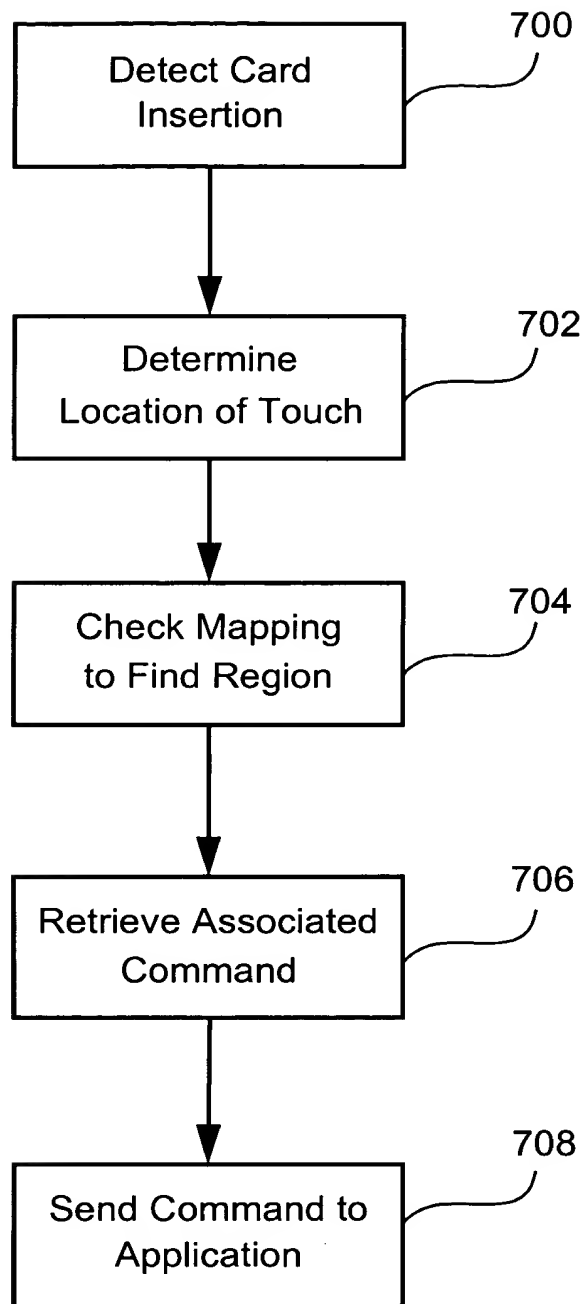 700
Detect Card
Insertion
702
Determine
Location of Touch
704
Check Mapping
to Find Region
706
Retrieve Associated
Command
708
Send Command to
Application